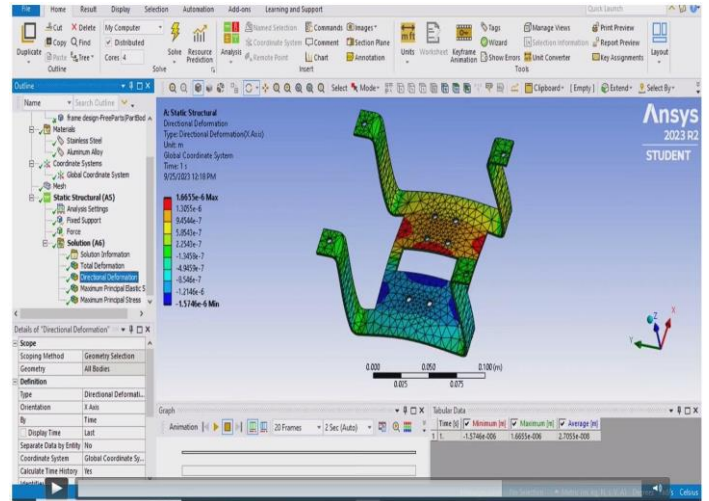 File Home Result Display Selection Automation Add-ons Learning and Support Quick Launch
Duplicate
Cut Delete
Copy Find
Paste Tree
Outline
My Computer
Distributed
Cores 4
Solve Resource Prediction
Solve
Analysis
Named Selection Commands Images
Coordinate System Comment Section Plane
Remote Point Chart Annotation
Insert
Units Worksheet Keyframe Animation
Tags
Wizard
Show Errors
Manage Views
Selection Information
Unit Converter
Print Preview
Report Preview
Key Assignments
Tools
Layout
Outline
Name Search Outline
Select Mode Clipboard [Empty] Extend Select By
frame design-FreeParts|PartBod
Materials
Stainless Steel
Aluminum Alloy
Coordinate Systems
Global Coordinate System
Mesh
Static Structural (A5)
Analysis Settings
Fixed Support
Force
Solution (A6)
Solution Information
Total Deformation
Directional Deformation
Maximum Principal Elastic S
Maximum Principal Stress
A: Static Structural
Directional Deformation
Type: Directional Deformation(X Axis)
Unit: m
Global Coordinate System
Time: 1 s
9/25/2023 12:18 PM
1.6655e-6 Max
1.3055e-6
9.4544e-7
5.8543e-7
2.2543e-7
-1.3458e-7
-4.9459e-7
-8.546e-7
-1.2146e-6
-1.5746e-6 Min
Ansys
2023 R2
STUDENT
0.000 0.050 0.100 (m)
0.025 0.075
X
Y
Z
Details of "Directional Deformation"
Scope
Scoping Method Geometry Selection
Geometry All Bodies
Definition
Type Directional Deformati...
Orientation X Axis
By Time
Display Time Last
Separate Data by Entity No
Coordinate System Global Coordinate Sy...
Calculate Time History Yes
Graph
Animation 20 Frames 2 Sec (Auto)
Tabular Data
Time [s] Minimum [m] Maximum [m] Average [m]
1 1. -1.5746e-006 1.6655e-006 2.7055e-008
Celsius